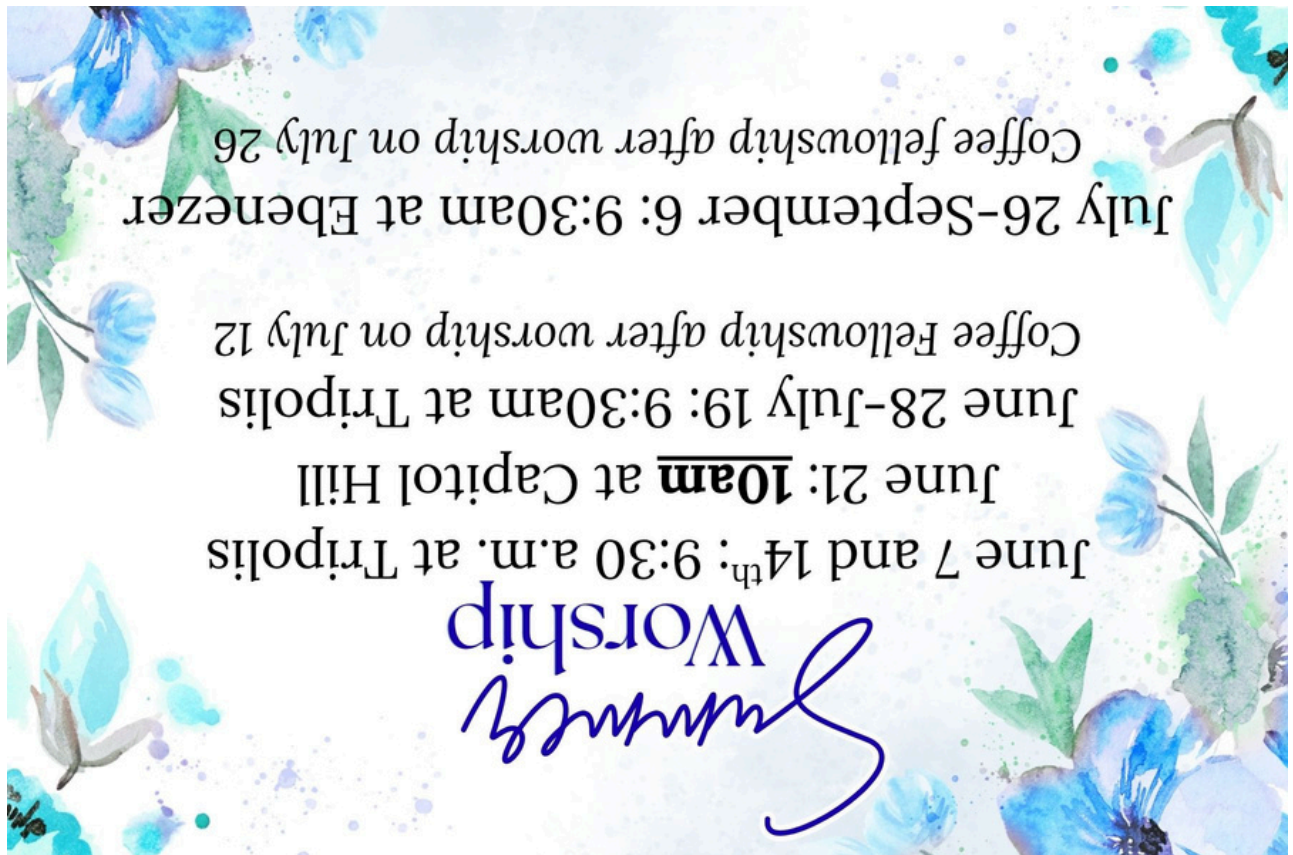 Summer
Worship
June 7 and 14th: 9:30 a.m. at Tripolis
June 21: 10am at Capitol Hill
June 28-July 19: 9:30am at Tripolis
Coffee Fellowship after worship on July 12
July 26-September 6: 9:30am at Ebenezer
Coffee fellowship after worship on July 26